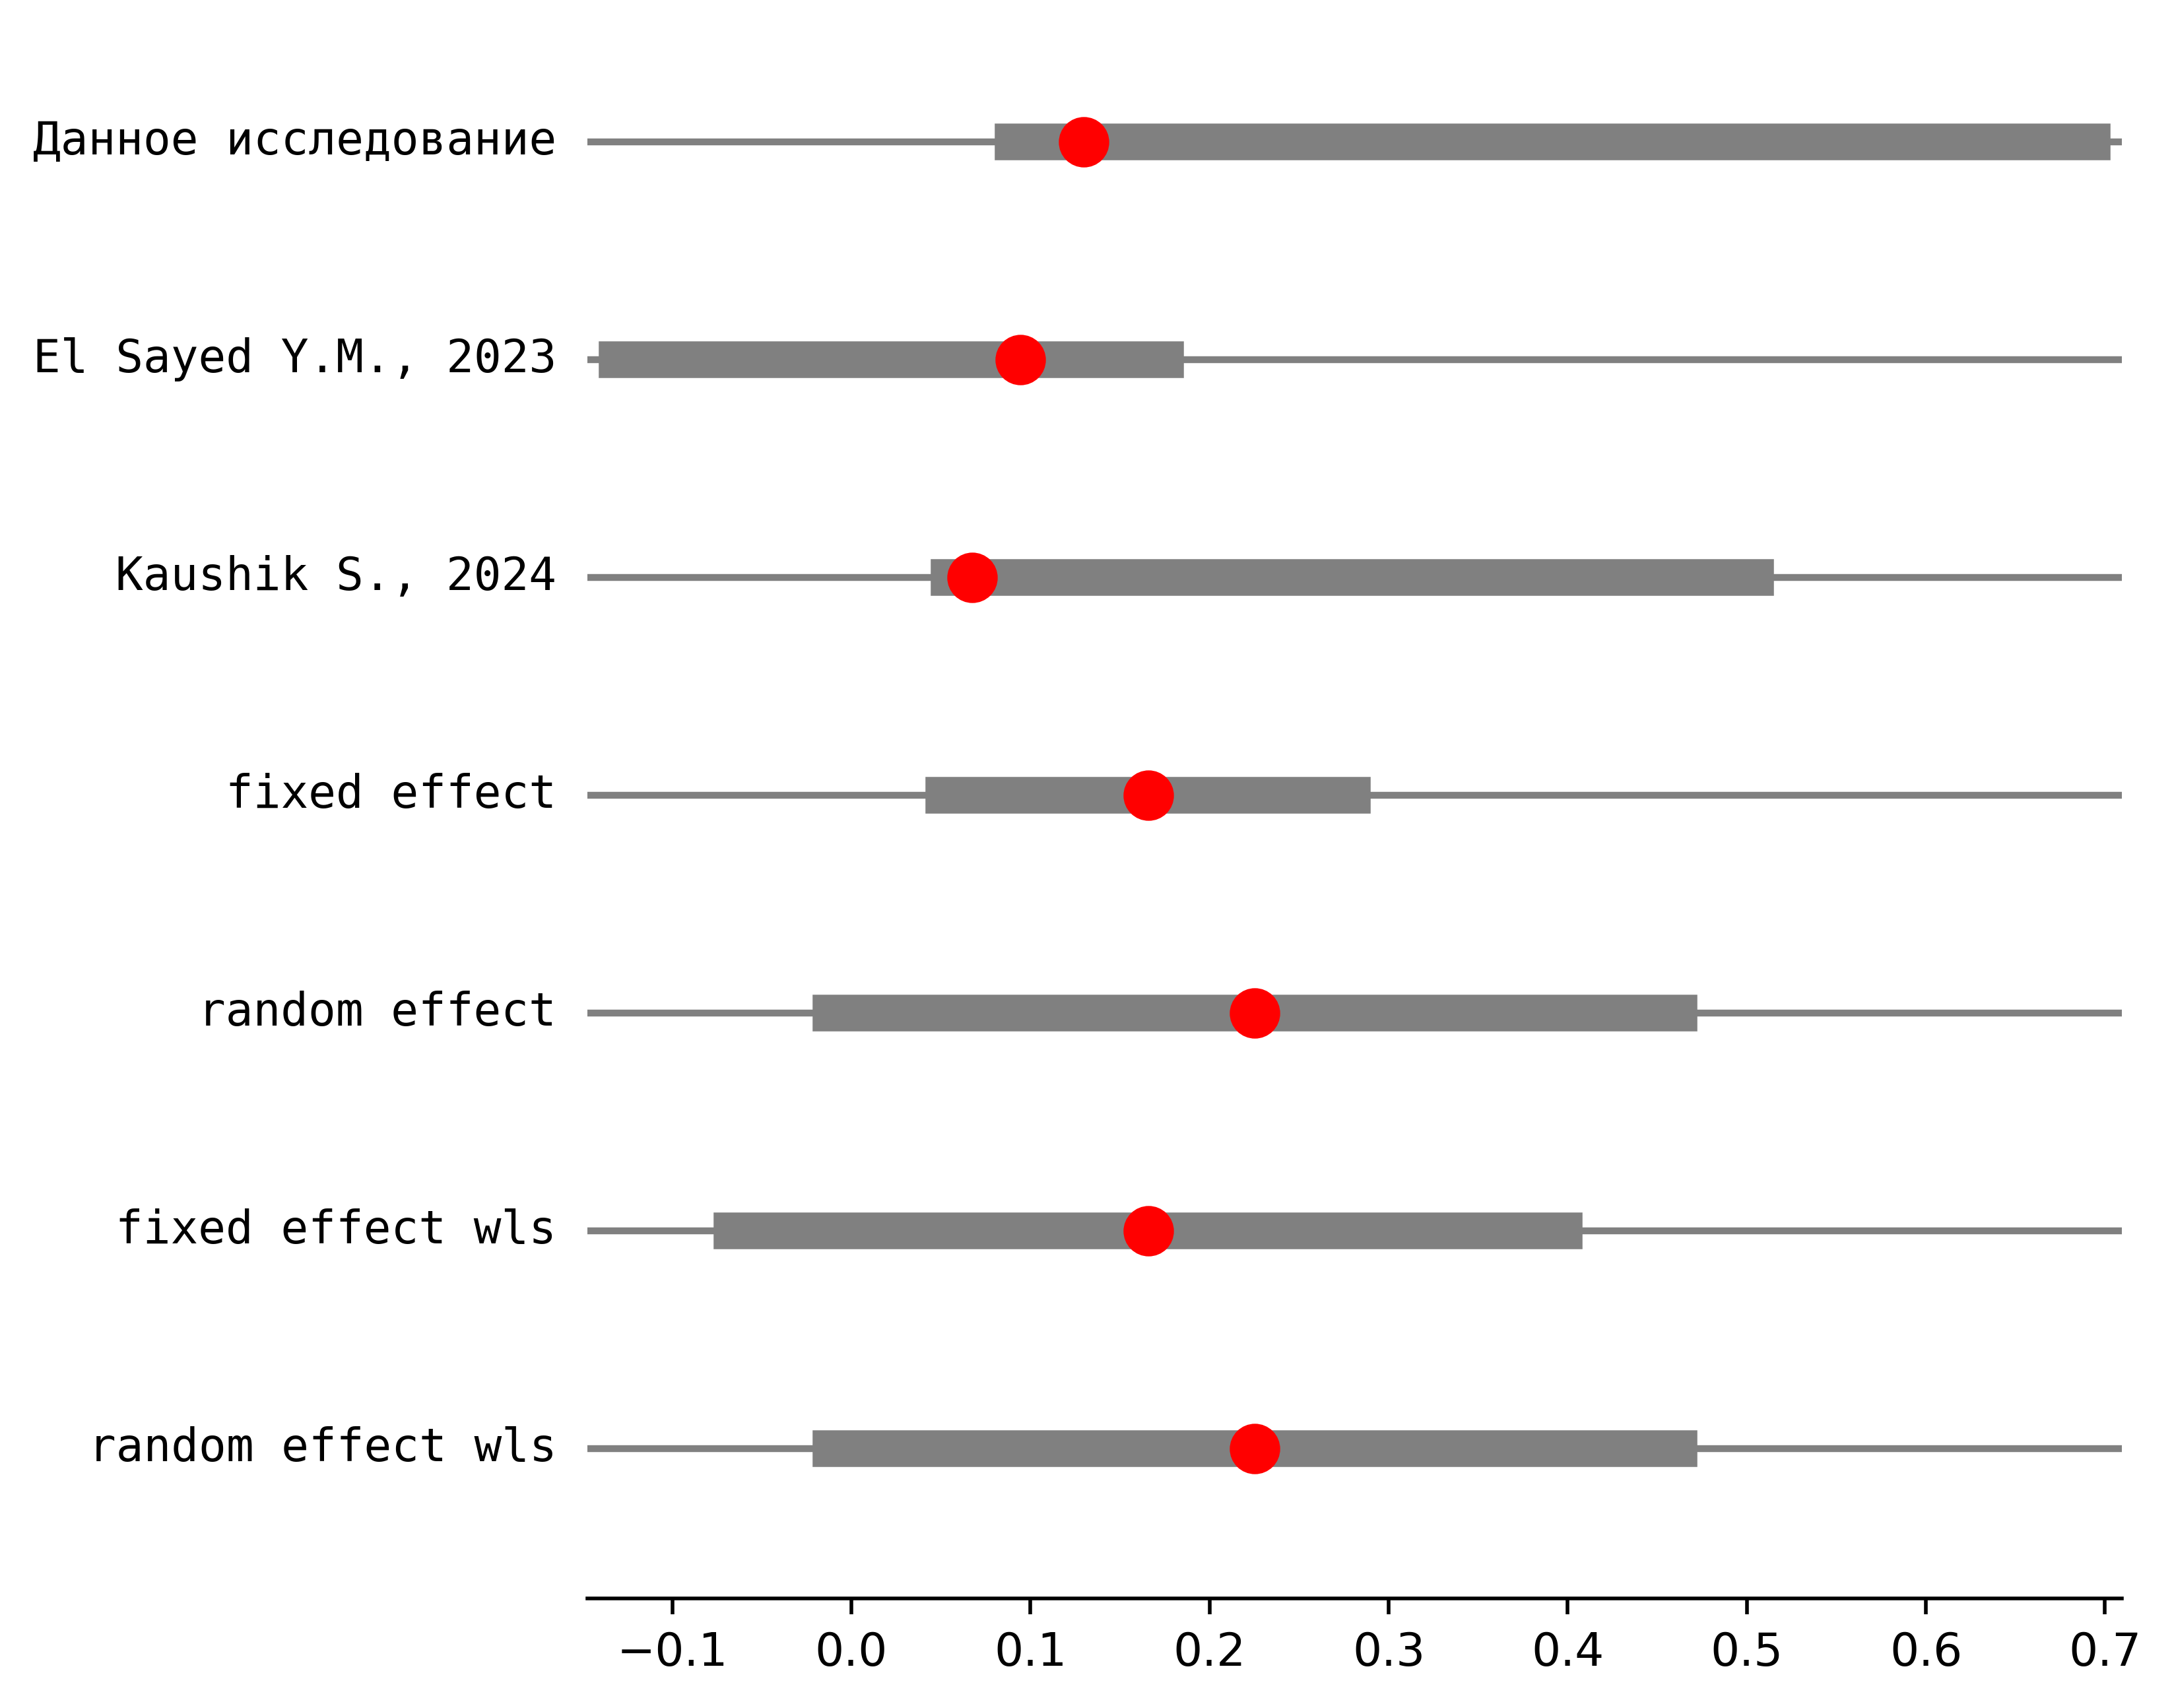 Данное исследование
El Sayed Y.M., 2023
Kaushik S., 2024
fixed effect
random effect
fixed effect wls
random effect wls
−0.1 0.0 0.1 0.2 0.3 0.4 0.5 0.6 0.7